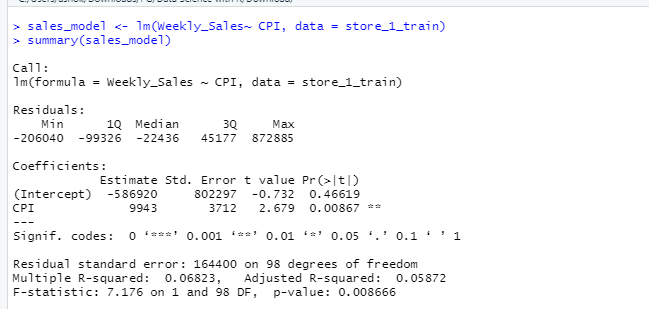 > sales_model <- lm(Weekly_Sales~ CPI, data = store_1_train)
> summary(sales_model)
Call:
lm(formula = Weekly_Sales ~ CPI, data = store_1_train)
Residuals:
    Min      1Q  Median      3Q     Max
-206040  -99326  -22436   45177  872885
Coefficients:
            Estimate Std. Error t value Pr(>|t|)
(Intercept)  -586920     802297  -0.732  0.46619
CPI             9943       3712   2.679  0.00867 **
---
Signif. codes:  0 ‘***’ 0.001 ‘**’ 0.01 ‘*’ 0.05 ‘.’ 0.1 ‘ ’ 1
Residual standard error: 164400 on 98 degrees of freedom
Multiple R-squared:  0.06823,   Adjusted R-squared:  0.05872
F-statistic: 7.176 on 1 and 98 DF,  p-value: 0.008666